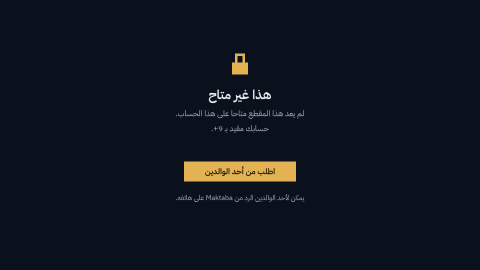 هذا غير متاح
لم يعد هذا المقطع متاحا على هذا الحساب.
حسابك مقيد بـ 9+.
اطلب من أحد الوالدين
يمكن لأحد الوالدين الرد من Maktaba على هاتفه.